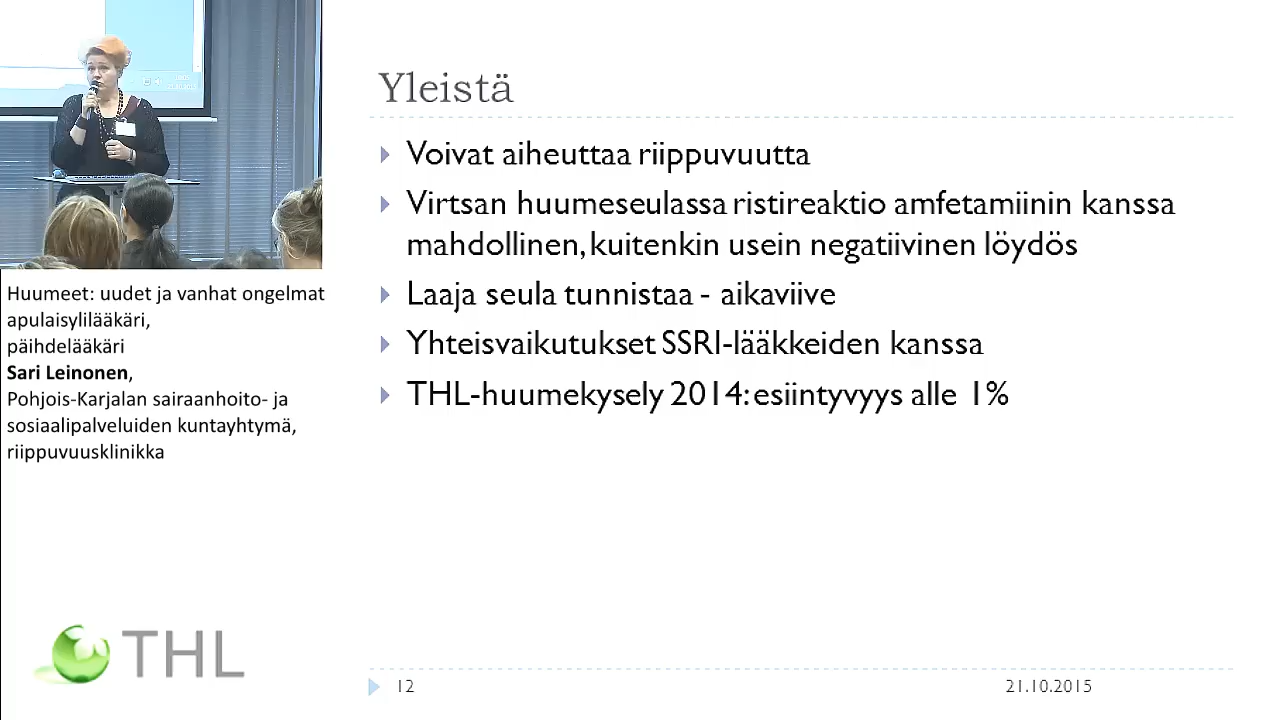 Yleistä
Voivat aiheuttaa riippuvuutta
Virtsan huumeseulassa ristireaktio amfetamiinin kanssa
mahdollinen, kuitenkin usein negatiivinen löydös
Laaja seula tunnistaa - aikaviive
Yhteisvaikutukset SSRI-lääkkeiden kanssa
THL-huumekysely 2014: esiintyvyys alle 1%
Huumeet: uudet ja vanhat ongelmat
apulaisylilääkäri,
päihdelääkäri
Sari Leinonen,
Pohjois-Karjalan sairaanhoito- ja
sosiaalipalveluiden kuntayhtymä,
riippuvuusklinikka
THL
12
21.10.2015